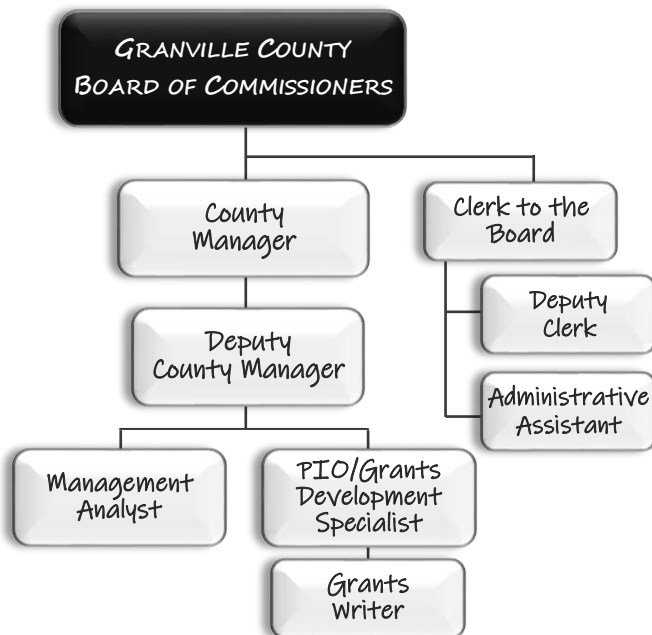 GRANVILLE COUNTY
BOARD OF COMMISSIONERS
County
Manager
Clerk to the
Board
Deputy
Clerk
Deputy
County Manager
Administrative
Assistant
Management
Analyst
PIO/Grants
Development
Specialist
Grants
Writer